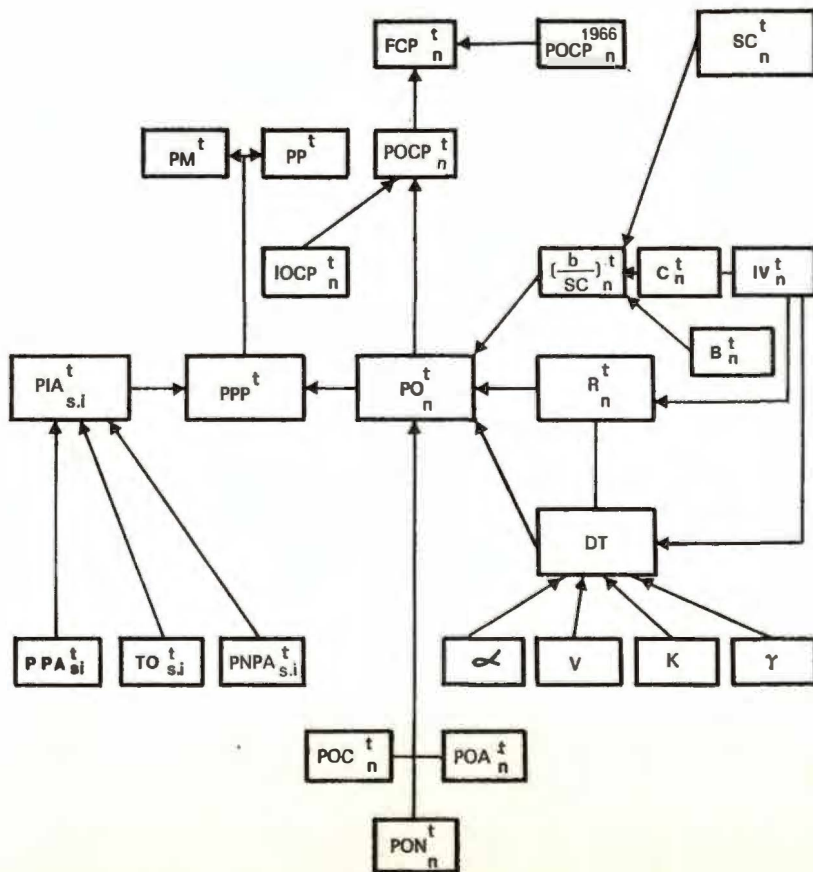 FCP t n
POCP 1966 n
SC t n
PM t
PP t
POCP t n
IOCP t n
(b/SC) t n
C t n
IV t n
B t n
PIA t s.i
PPP t
PO t n
R t n
DT
PPA t si
TO t s.i
PNPA t s.i
∝
V
K
γ
POC t n
POA t n
PON t n